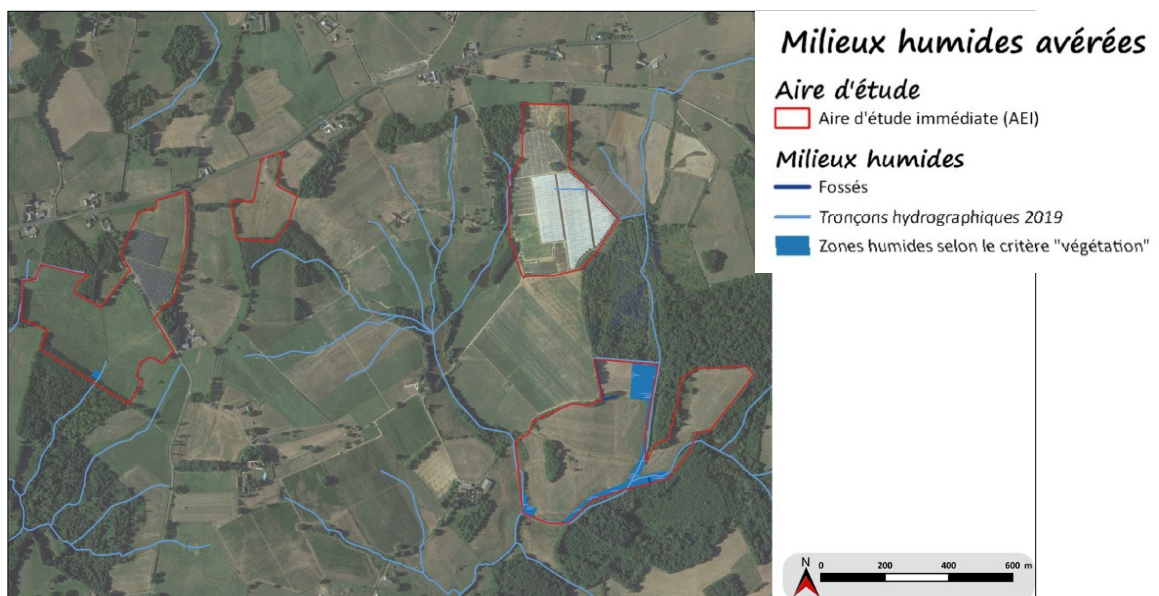 Milieux humides avérées
Aire d'étude
Aire d'étude immédiate (AEI)
Milieux humides
Fossés
Tronçons hydrographiques 2019
Zones humides selon le critère "végétation"
N 0 200 400 600 m